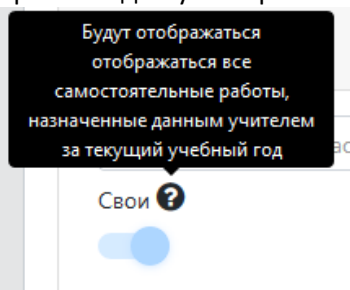 Будут отображаться
отображаться все
самостоятельные работы,
назначенные данным учителем
за текущий учебный год
Свои ?